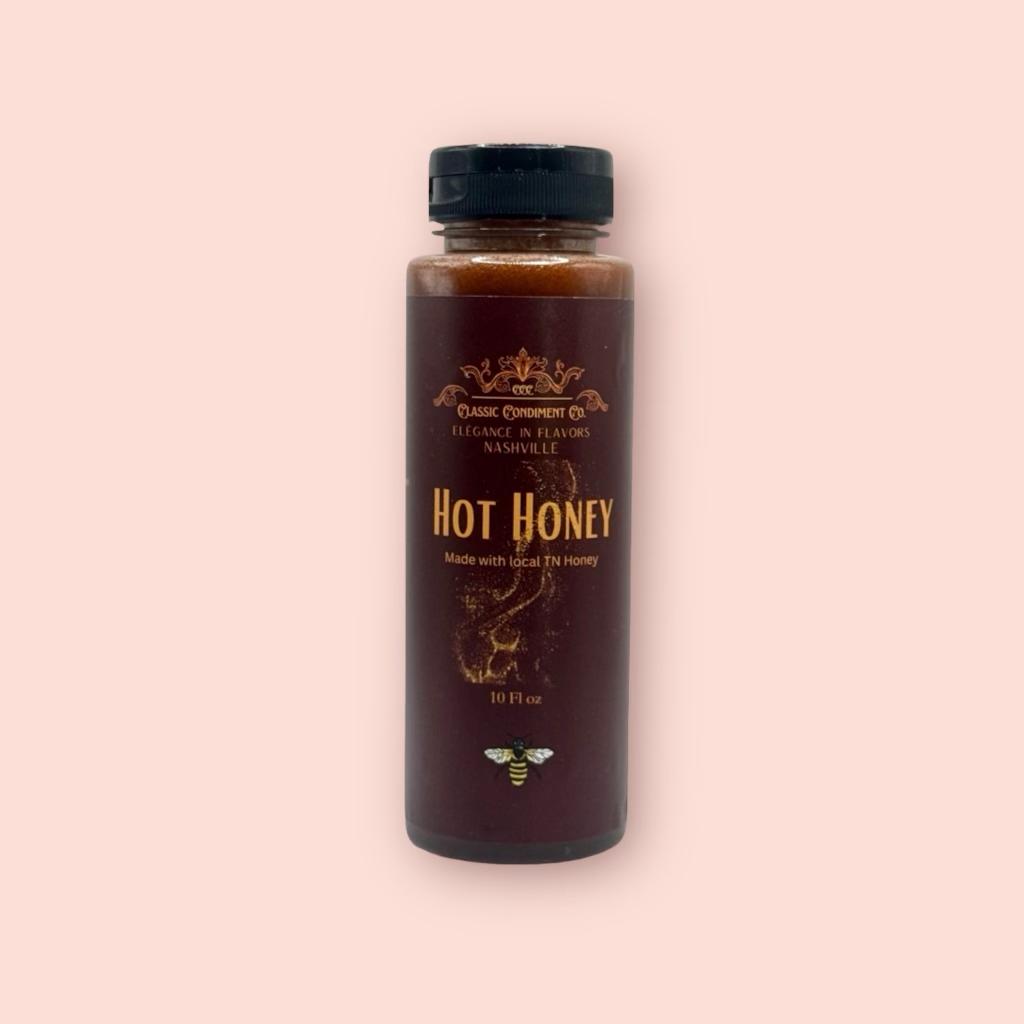 CCC
CLASSIC CONDIMENT CO.
ELEGANCE IN FLAVORS
NASHVILLE
HOT HONEY
Made with local TN Honey
10 Fl oz